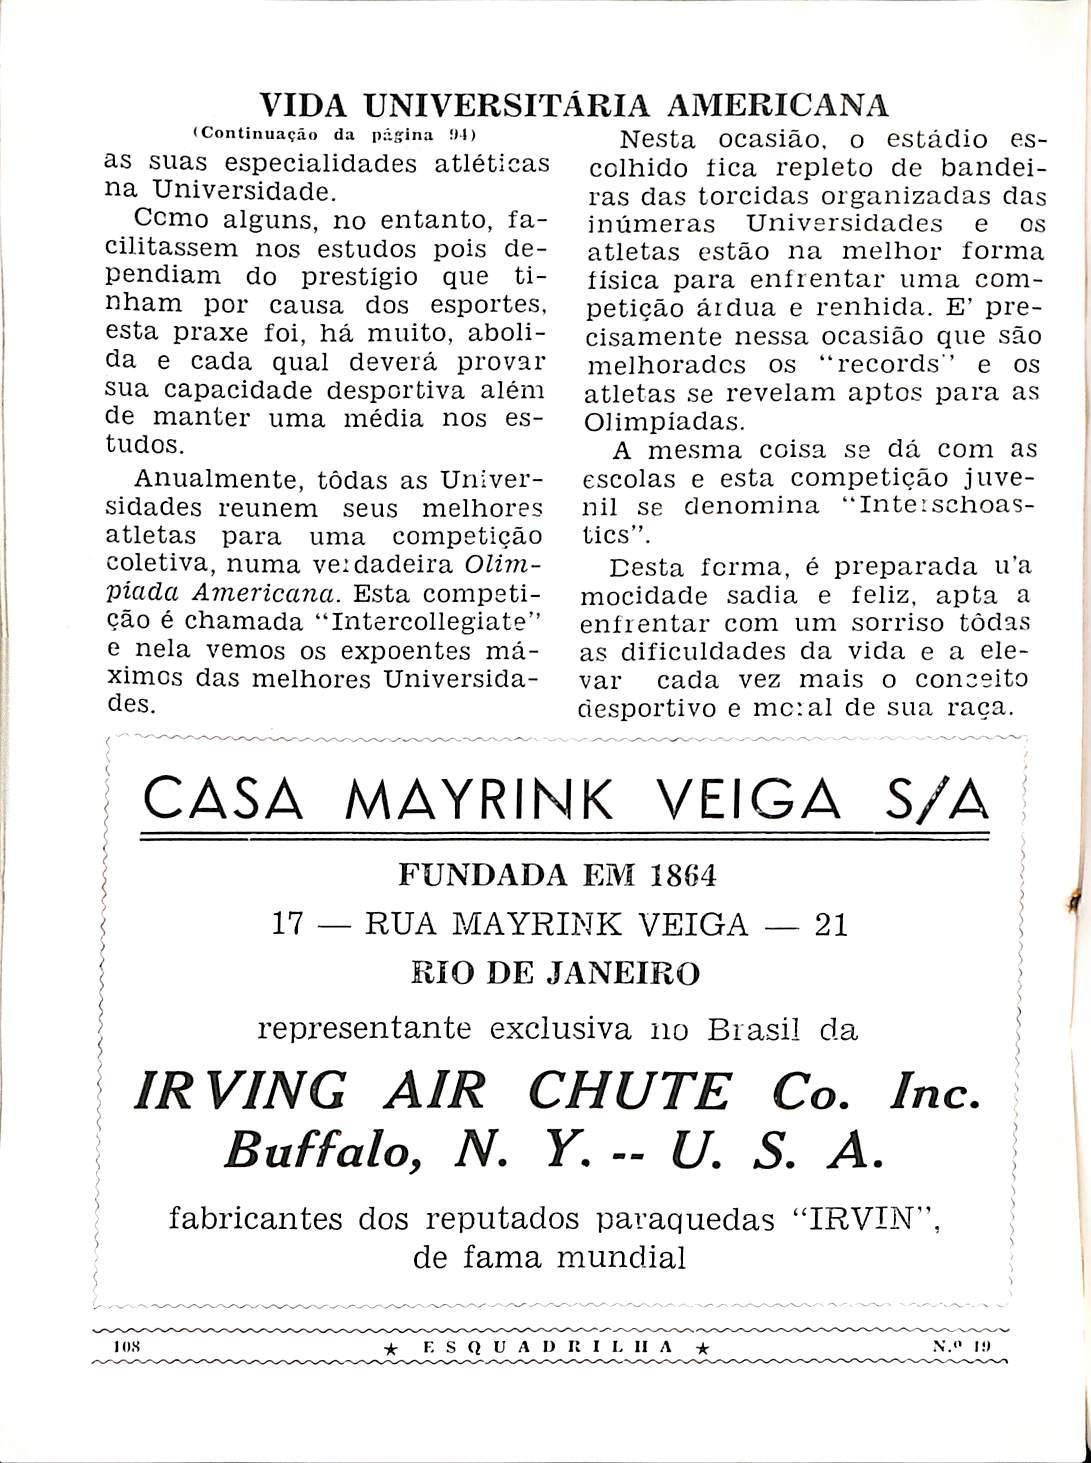 VIDA UNIVERSITÁRIA AMERICANA
(Continuação da página 94)
as suas especialidades atléticas
na Universidade.
Como alguns, no entanto, fa-
cilitassem nos estudos pois de-
pendiam do prestígio que ti-
nham por causa dos esportes,
esta praxe foi, há muito, aboli-
da e cada qual deverá provar
sua capacidade desportiva além
de manter uma média nos es-
tudos.
Anualmente, tôdas as Univer-
sidades reunem seus melhores
atletas para uma competição
coletiva, numa verdadeira Olim-
píada Americana. Esta competi-
ção é chamada “Intercollegiate”
e nela vemos os expoentes má-
ximos das melhores Universida-
des.
Nesta ocasião, o estádio es-
colhido fica repleto de bandei-
ras das torcidas organizadas das
inúmeras Universidades e os
atletas estão na melhor forma
física para enfrentar uma com-
petição árdua e renhida. E' pre-
cisamente nessa ocasião que são
melhorados os “records” e os
atletas se revelam aptos para as
Olimpíadas.
A mesma coisa se dá com as
escolas e esta competição juve-
nil se denomina “Interschoas-
tics”.
Desta forma, é preparada u'a
mocidade sadia e feliz, apta a
enfrentar com um sorriso tôdas
as dificuldades da vida e a ele-
var cada vez mais o conceito
desportivo e moral de sua raça.
CASA MAYRINK VEIGA S/A
FUNDADA EM 1864
17 — RUA MAYRINK VEIGA — 21
RIO DE JANEIRO
representante exclusiva no Brasil da
IRVING AIR CHUTE Co. Inc.
Buffalo, N. Y. -- U. S. A.
fabricantes dos reputados paraquedas “IRVIN”,
de fama mundial
108 ★ ESQUADRILHA ★ N.º 19